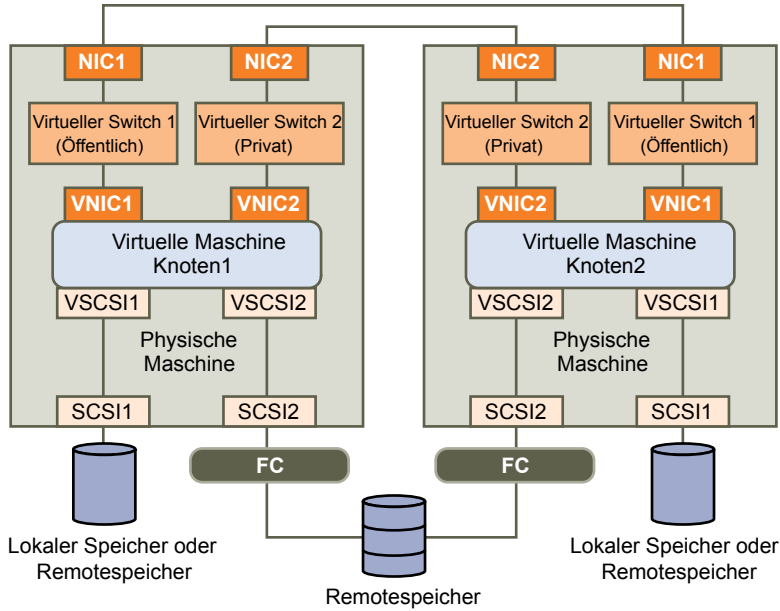 NIC1
NIC2
NIC2
NIC1
Virtueller Switch 1
(Öffentlich)
Virtueller Switch 2
(Privat)
Virtueller Switch 2
(Privat)
Virtueller Switch 1
(Öffentlich)
VNIC1
VNIC2
VNIC2
VNIC1
Virtuelle Maschine
Knoten1
Virtuelle Maschine
Knoten2
VSCSI1
VSCSI2
VSCSI2
VSCSI1
Physische
Maschine
Physische
Maschine
SCSI1
SCSI2
SCSI2
SCSI1
FC
FC
Lokaler Speicher oder
Remotespeicher
Remotespeicher
Lokaler Speicher oder
Remotespeicher